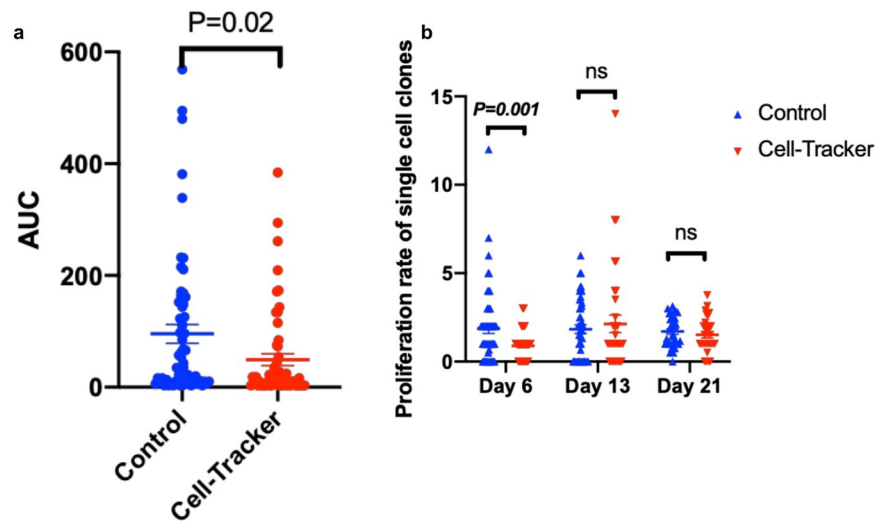 a
P=0.02
AUC
600
400
200
0
Control
Cell-Tracker
b
Proliferation rate of single cell clones
15
10
5
0
P=0.001
ns
ns
Day 6
Day 13
Day 21
Control
Cell-Tracker